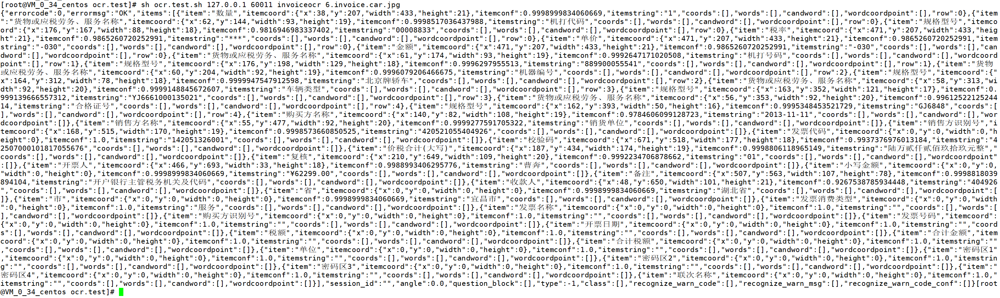 [root@VM_0_34_centos ocr.test]# sh ocr.test.sh 127.0.0.1 60011 invoiceocr 6.invoice.car.jpg
{"errorcode":0,"errormsg":"OK","items":[{"item":"数量","itemcoord":{"x":38,"y":207,"width":433,"height":21},"itemconf":0.9998999834060669,"itemstring":"1","coords":[],"words":[],"candword":[],"wordcoordpoint":[],"row":0},{"item
":"货物或应税劳务、服务名称","itemcoord":{"x":62,"y":144,"width":93,"height":19},"itemconf":0.9998517036437988,"itemstring":"机打代码","coords":[],"words":[],"candword":[],"wordcoordpoint":[],"row":0},{"item":"规格型号","itemco
ord":{"x":176,"y":167,"width":88,"height":18},"itemconf":0.9816946983337402,"itemstring":"00008833","coords":[],"words":[],"candword":[],"wordcoordpoint":[],"row":0},{"item":"税率","itemcoord":{"x":471,"y":207,"width":433,"heig
ht":21},"itemconf":0.9865260720252991,"itemstring":"***","coords":[],"words":[],"candword":[],"wordcoordpoint":[],"row":0},{"item":"单价","itemcoord":{"x":471,"y":207,"width":433,"height":21},"itemconf":0.9865260720252991,"item
string":"-030","coords":[],"words":[],"candword":[],"wordcoordpoint":[],"row":0},{"item":"金额","itemcoord":{"x":471,"y":207,"width":433,"height":21},"itemconf":0.9865260720252991,"itemstring":"-030","coords":[],"words":[],"can
dword":[],"wordcoordpoint":[],"row":0},{"item":"货物或应税劳务、服务名称","itemcoord":{"x":61,"y":174,"width":93,"height":19},"itemconf":0.9992647171020508,"itemstring":"机打号码","coords":[],"words":[],"candword":[],"wordcoord
point":[],"row":1},{"item":"规格型号","itemcoord":{"x":176,"y":198,"width":129,"height":18},"itemconf":0.9996297955513,"itemstring":"889900055541","coords":[],"words":[],"candword":[],"wordcoordpoint":[],"row":1},{"item":"货物
或应税劳务、服务名称","itemcoord":{"x":60,"y":204,"width":92,"height":19},"itemconf":0.9996079206466675,"itemstring":"机器编号","coords":[],"words":[],"candword":[],"wordcoordpoint":[],"row":2},{"item":"规格型号","itemcoord":{"
x":164,"y":312,"width":78,"height":18},"itemconf":0.9999947547912598,"itemstring":"北京牌轿车","coords":[],"words":[],"candword":[],"wordcoordpoint":[],"row":2},{"item":"货物或应税劳务、服务名称","itemcoord":{"x":58,"y":313,"wi
dth":92,"height":20},"itemconf":0.9999148845672607,"itemstring":"车辆类型","coords":[],"words":[],"candword":[],"wordcoordpoint":[],"row":3},{"item":"规格型号","itemcoord":{"x":163,"y":352,"width":121,"height":17},"itemconf":0.
9991396665573​12,"itemstring":"YJ6661000135021","coords":[],"words":[],"candword":[],"wordcoordpoint":[],"row":3},{"item":"货物或应税劳务、服务名称","itemcoord":{"x":56,"y":353,"width":92,"height":20},"itemconf":0.99612522125244
14,"itemstring":"合格证号","coords":[],"words":[],"candword":[],"wordcoordpoint":[],"row":4},{"item":"规格型号","itemcoord":{"x":162,"y":393,"width":50,"height":16},"itemconf":0.9995348453521729,"itemstring":"GJ6848","coords":[
],"words":[],"candword":[],"wordcoordpoint":[],"row":4},{"item":"购买方名称","itemcoord":{"x":140,"y":82,"width":108,"height":19},"itemconf":0.9784606099128723,"itemstring":"2013-11-11","coords":[],"words":[],"candword":[],"wor
dcoordpoint":[]},{"item":"销售方名称","itemcoord":{"x":55,"y":477,"width":92,"height":20},"itemconf":0.9999277591705322,"itemstring":"销货单位","coords":[],"words":[],"candword":[],"wordcoordpoint":[]},{"item":"销售方识别号","i
temcoord":{"x":168,"y":515,"width":170,"height":19},"itemconf":0.9998573660850525,"itemstring":"420521055404926","coords":[],"words":[],"candword":[],"wordcoordpoint":[]},{"item":"发票代码","itemcoord":{"x":0,"y":0,"width":0,"h
eight":0},"itemconf":1.0,"itemstring":"142051326001","coords":[],"words":[],"candword":[],"wordcoordpoint":[]},{"item":"校验码","itemcoord":{"x":671,"y":518,"width":177,"height":18},"itemconf":0.9937376976013184,"itemstring":"4
2507000101817055676","coords":[],"words":[],"candword":[],"wordcoordpoint":[]},{"item":"价税合计(大写)","itemcoord":{"x":187,"y":434,"width":174,"height":19},"itemconf":0.9998806118965149,"itemstring":"陆万贰仟贰佰玖拾玖元整",
"coords":[],"words":[],"candword":[],"wordcoordpoint":[]},{"item":"复核","itemcoord":{"x":210,"y":649,"width":109,"height":20},"itemconf":0.9992234706878662,"itemstring":"01","coords":[],"words":[],"candword":[],"wordcoordpoint"
:[]},{"item":"开票人","itemcoord":{"x":466,"y":693,"width":33,"height":18},"itemconf":0.9988993406295776,"itemstring":"曹奔","coords":[],"words":[],"candword":[],"wordcoordpoint":[]},{"item":"小写金额","itemcoord":{"x":0,"y":0,
"width":0,"height":0},"itemconf":0.9998999834060669,"itemstring":"¥62299.00","coords":[],"words":[],"candword":[],"wordcoordpoint":[]},{"item":"备注","itemcoord":{"x":507,"y":563,"width":107,"height":78},"itemconf":0.9998818039
894104,"itemstring":"开户银行主管税务机关及代码","coords":[],"words":[],"candword":[],"wordcoordpoint":[]},{"item":"收款人","itemcoord":{"x":48,"y":650,"width":101,"height":21},"itemconf":0.9267538785934448,"itemstring":"404926
","coords":[],"words":[],"candword":[],"wordcoordpoint":[]},{"item":"省","itemcoord":{"x":0,"y":0,"width":0,"height":0},"itemconf":0.9998999834060669,"itemstring":"湖北省","coords":[],"words":[],"candword":[],"wordcoordpoint":[
]},{"item":"市","itemcoord":{"x":0,"y":0,"width":0,"height":0},"itemconf":0.9998999834060669,"itemstring":"宜昌市","coords":[],"words":[],"candword":[],"wordcoordpoint":[]},{"item":"发票消费类型","itemcoord":{"x":0,"y":0,"width
":0,"height":0},"itemconf":1.0,"itemstring":"服务","coords":[],"words":[],"candword":[],"wordcoordpoint":[]},{"item":"发票名称","itemcoord":{"x":0,"y":0,"width":0,"height":0},"itemconf":1.0,"itemstring":"","coords":[],"words":[
],"candword":[],"wordcoordpoint":[]},{"item":"购买方识别号","itemcoord":{"x":0,"y":0,"width":0,"height":0},"itemconf":1.0,"itemstring":"","coords":[],"words":[],"candword":[],"wordcoordpoint":[]},{"item":"发票号码","itemcoord":
{"x":0,"y":0,"width":0,"height":0},"itemconf":1.0,"itemstring":"","coords":[],"words":[],"candword":[],"wordcoordpoint":[]},{"item":"开票日期","itemcoord":{"x":0,"y":0,"width":0,"height":0},"itemconf":1.0,"itemstring":"","coord
s":[],"words":[],"candword":[],"wordcoordpoint":[]},{"item":"税额","itemcoord":{"x":0,"y":0,"width":0,"height":0},"itemconf":1.0,"itemstring":"","coords":[],"words":[],"candword":[],"wordcoordpoint":[]},{"item":"合计金额","item
coord":{"x":0,"y":0,"width":0,"height":0},"itemconf":1.0,"itemstring":"","coords":[],"words":[],"candword":[],"wordcoordpoint":[]},{"item":"合计税额","itemcoord":{"x":0,"y":0,"width":0,"height":0},"itemconf":1.0,"itemstring":""
,"coords":[],"words":[],"candword":[],"wordcoordpoint":[]},{"item":"单位","itemcoord":{"x":0,"y":0,"width":0,"height":0},"itemconf":1.0,"itemstring":"","coords":[],"words":[],"candword":[],"wordcoordpoint":[]},{"item":"密码区1"
,"itemcoord":{"x":0,"y":0,"width":0,"height":0},"itemconf":1.0,"itemstring":"","coords":[],"words":[],"candword":[],"wordcoordpoint":[]},{"item":"密码区2","itemcoord":{"x":0,"y":0,"width":0,"height":0},"itemconf":1.0,"itemstrin
g":"","coords":[],"words":[],"candword":[],"wordcoordpoint":[]},{"item":"密码区3","itemcoord":{"x":0,"y":0,"width":0,"height":0},"itemconf":1.0,"itemstring":"","coords":[],"words":[],"candword":[],"wordcoordpoint":[]},{"item":"
密码区4","itemcoord":{"x":0,"y":0,"width":0,"height":0},"itemconf":1.0,"itemstring":"","coords":[],"words":[],"candword":[],"wordcoordpoint":[]},{"item":"联次名称","itemcoord":{"x":0,"y":0,"width":0,"height":0},"itemconf":1.0,"
itemstring":"","coords":[],"words":[],"candword":[],"wordcoordpoint":[]}],"session_id":"","angle":0.0,"question_block":[],"type":-1,"class":[],"recognize_warn_code":[],"recognize_warn_msg":[],"recognize_warn_code_conf":[]}[root
@VM_0_34_centos ocr.test]#